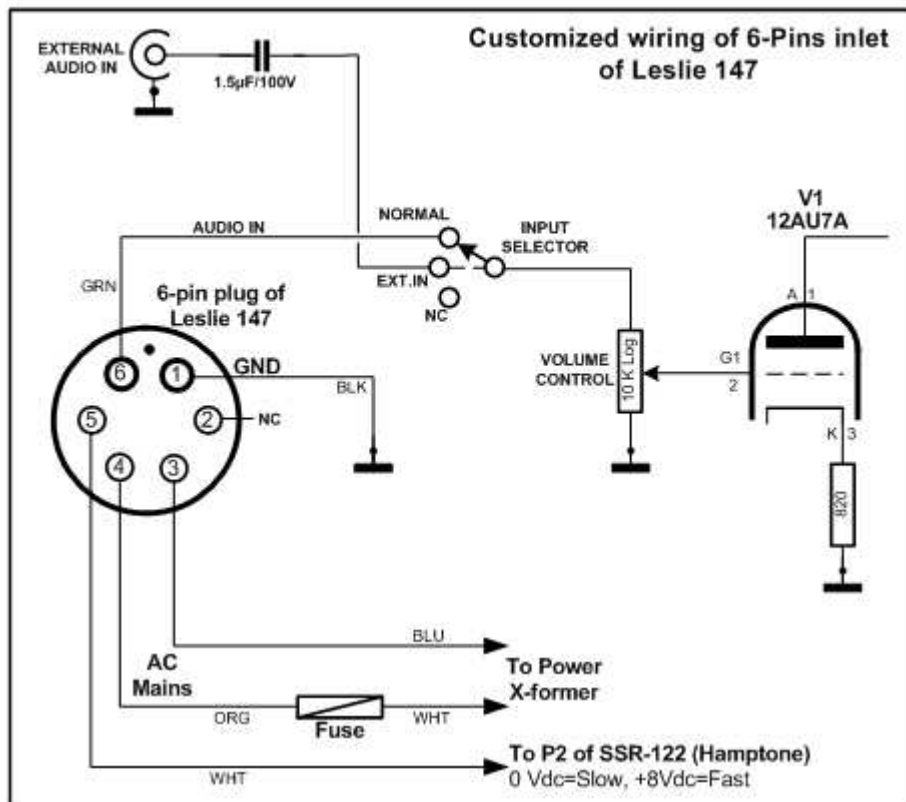 Customized wiring of 6-Pins inlet
of Leslie 147
EXTERNAL
AUDIO IN
1.5µF/100V
V1
12AU7A
NORMAL
AUDIO IN
INPUT
SELECTOR
EXT.IN
NC
GRN
6-pin plug of
Leslie 147
A 1
GND
BLK
VOLUME
CONTROL
10 K Log
G1
2
6
1
5
2
NC
4
3
K 3
820
BLU
AC
Mains
To Power
X-former
ORG
Fuse
WHT
To P2 of SSR-122 (Hamptone)
WHT
0 Vdc=Slow, +8Vdc=Fast